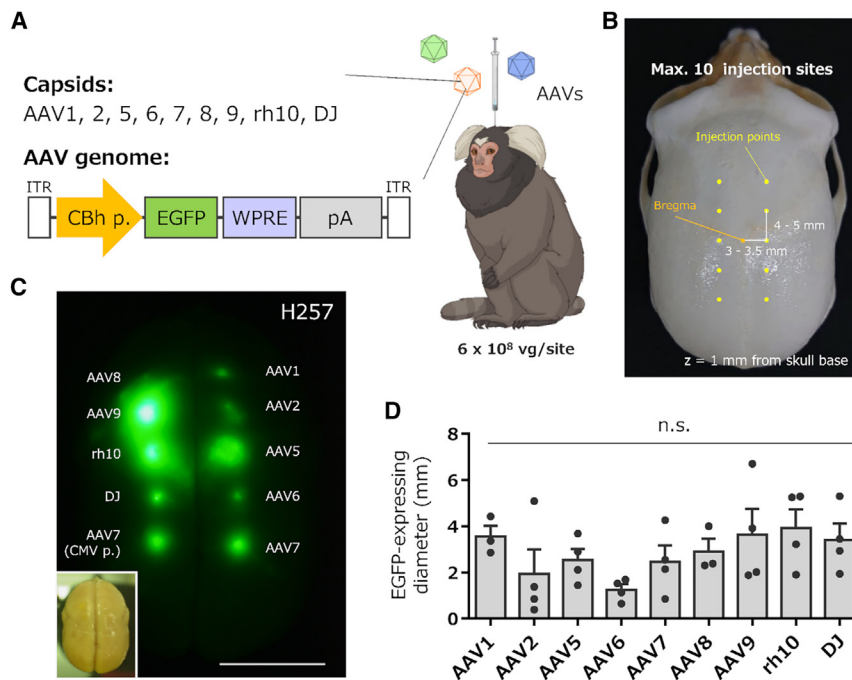 A
Capsids:
AAV1, 2, 5, 6, 7, 8, 9, rh10, DJ
AAV genome:
ITR
CBh p.
EGFP
WPRE
pA
ITR
AAVs
6 x 10⁸ vg/site
B
Max. 10 injection sites
Injection points
Bregma
4 - 5 mm
3 - 3.5 mm
z = 1 mm from skull base
C
H257
AAV8
AAV9
rh10
DJ
AAV7
(CMV p.)
AAV1
AAV2
AAV5
AAV6
AAV7
D
n.s.
EGFP-expressing
diameter (mm)
8
6
4
2
0
AAV1
AAV2
AAV5
AAV6
AAV7
AAV8
AAV9
rh10
DJ